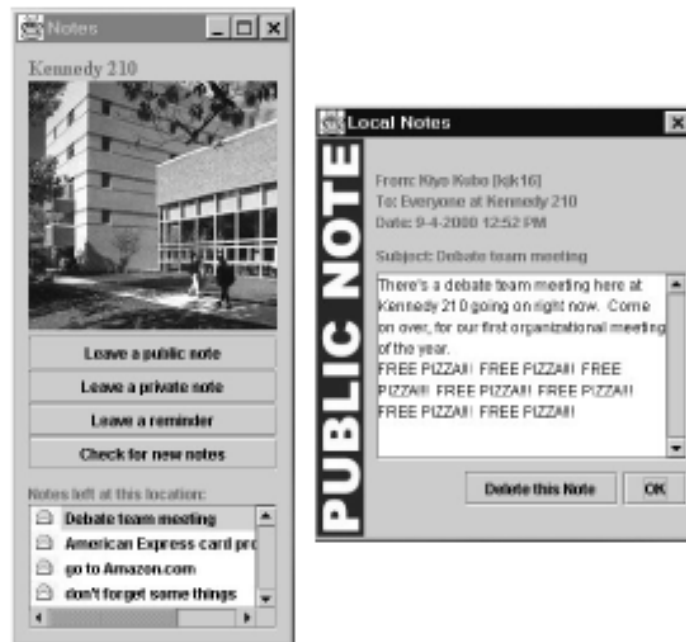 Notes
Kennedy 210
Leave a public note
Leave a private note
Leave a reminder
Check for new notes
Notes left at this location:
Debate team meeting
American Express card pro
go to Amazon.com
don't forget some things
Local Notes
PUBLIC NOTE
From: Kiyo Kubo [kjk16]
To: Everyone at Kennedy 210
Date: 9-4-2000 12:52 PM
Subject: Debate team meeting
There's a debate team meeting here at
Kennedy 210 going on right now. Come
on over, for our first organizational meeting
of the year.
FREE PIZZA!!! FREE PIZZA!!! FREE
PIZZA!!! FREE PIZZA!!! FREE PIZZA!!!
FREE PIZZA!!! FREE PIZZA!!!
Delete this Note
OK